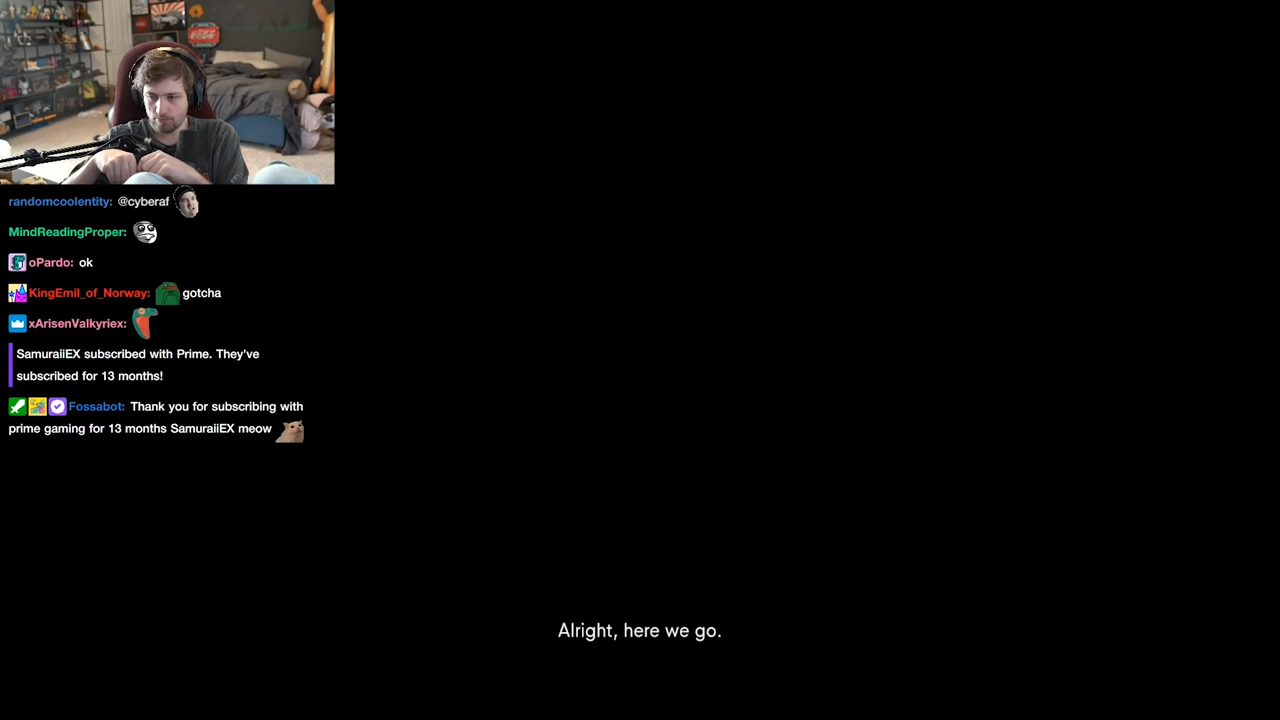 randomcoolentity: @cyberaf
MindReadingProper:
oPardo: ok
KingEmil_of_Norway: gotcha
xArisenValkyriex:
SamuraiiEX subscribed with Prime. They've
subscribed for 13 months!
Fossabot: Thank you for subscribing with
prime gaming for 13 months SamuraiiEX meow
Alright, here we go.